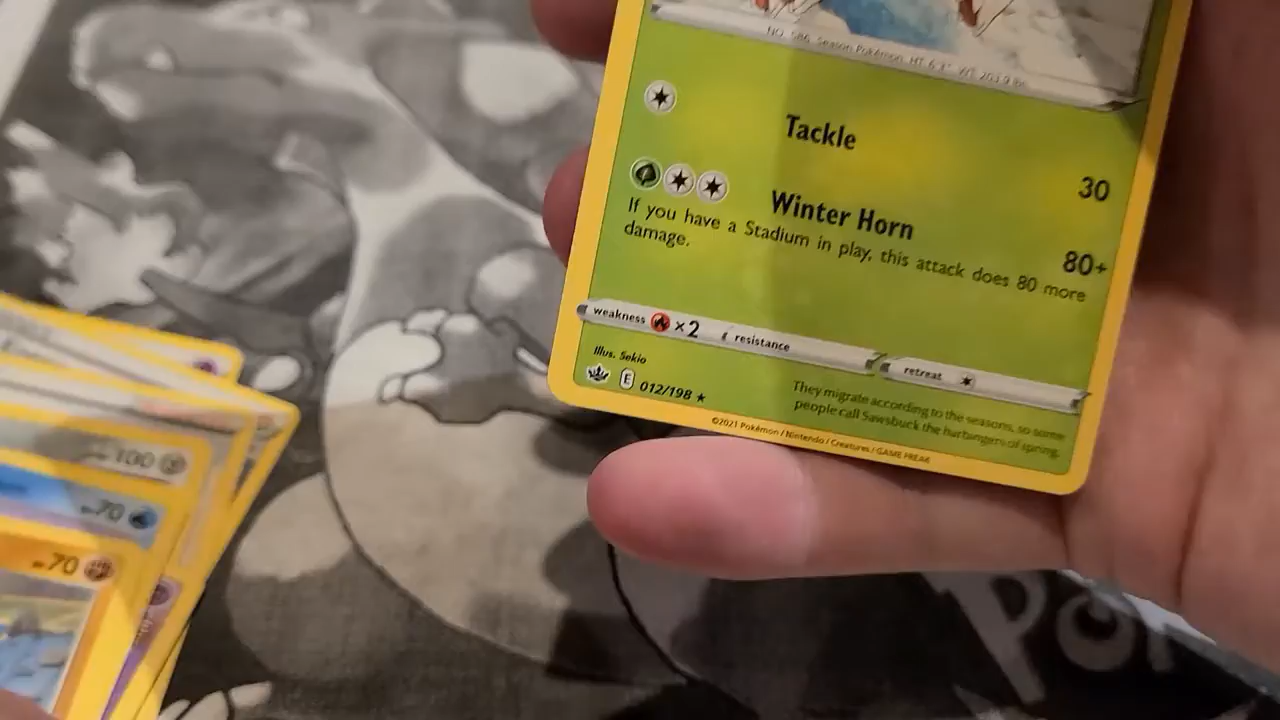 NO. 586 Season Pokémon HT: 6'3" WT: 203.9 lbs
Tackle
30
Winter Horn
80+
If you have a Stadium in play, this attack does 80 more
damage.
weakness ×2 resistance
retreat
Illus. Sekio
E 012/198 ★
They migrate according to the seasons, so some
people call Sawsbuck the harbingers of spring.
©2021 Pokémon / Nintendo / Creatures / GAME FREAK
100
70
70